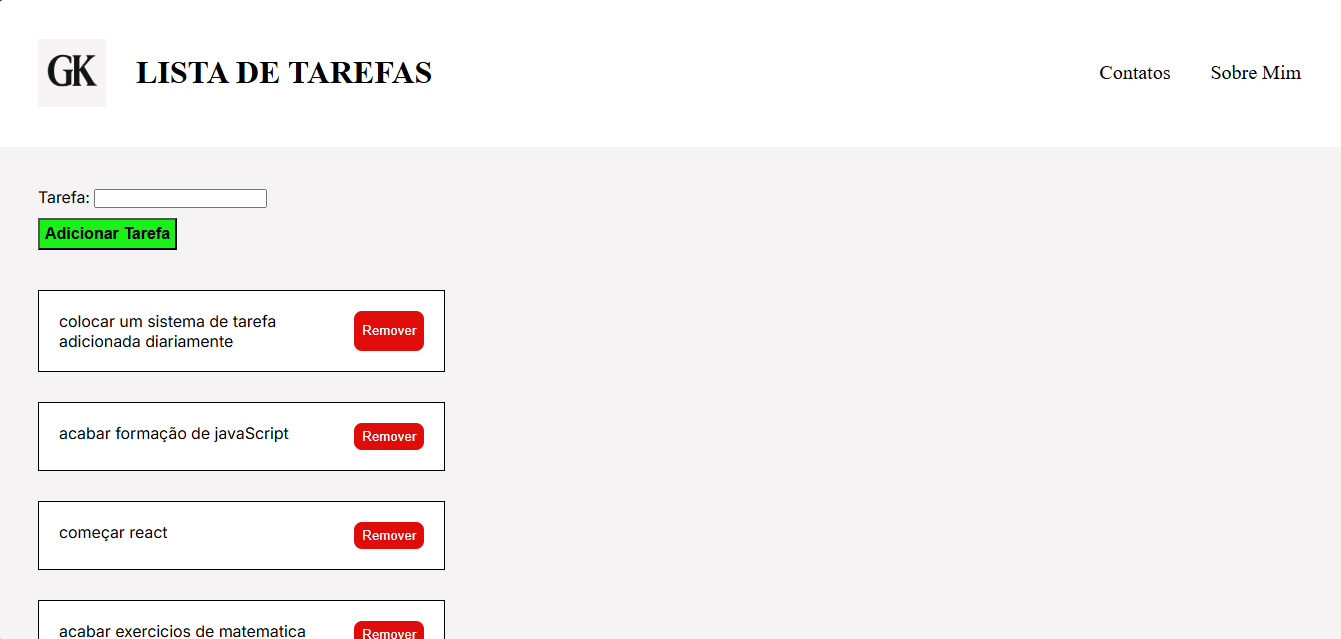 GK
LISTA DE TAREFAS
Contatos
Sobre Mim
Tarefa:
Adicionar Tarefa
colocar um sistema de tarefa
adicionada diariamente
Remover
acabar formação de javaScript
Remover
começar react
Remover
acabar exercicios de matematica
Remover